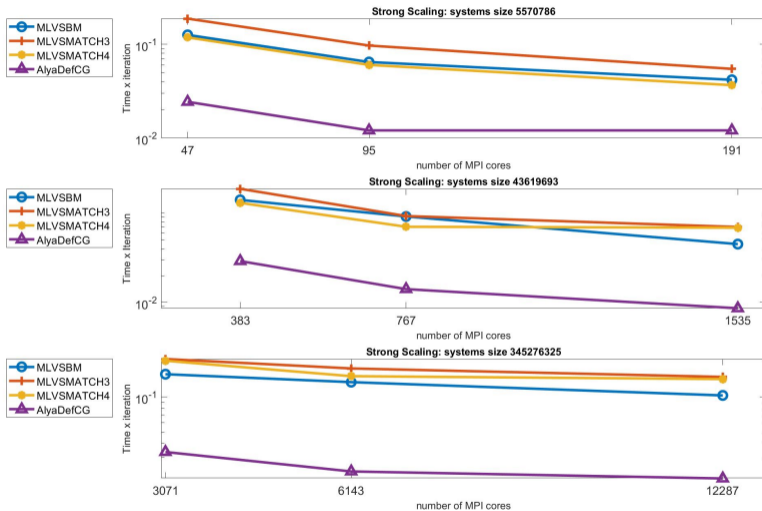 Strong Scaling: systems size 5570786
MLVSBM
MLVSMATCH3
MLVSMATCH4
AlyaDefCG
Time x iteration
10-1
10-2
47
95
191
number of MPI cores
Strong Scaling: systems size 43619693
MLVSBM
MLVSMATCH3
MLVSMATCH4
AlyaDefCG
Time x iteration
10-2
383
767
1535
number of MPI cores
Strong Scaling: systems size 345276325
MLVSBM
MLVSMATCH3
MLVSMATCH4
AlyaDefCG
Time x iteration
10-1
3071
6143
12287
number of MPI cores